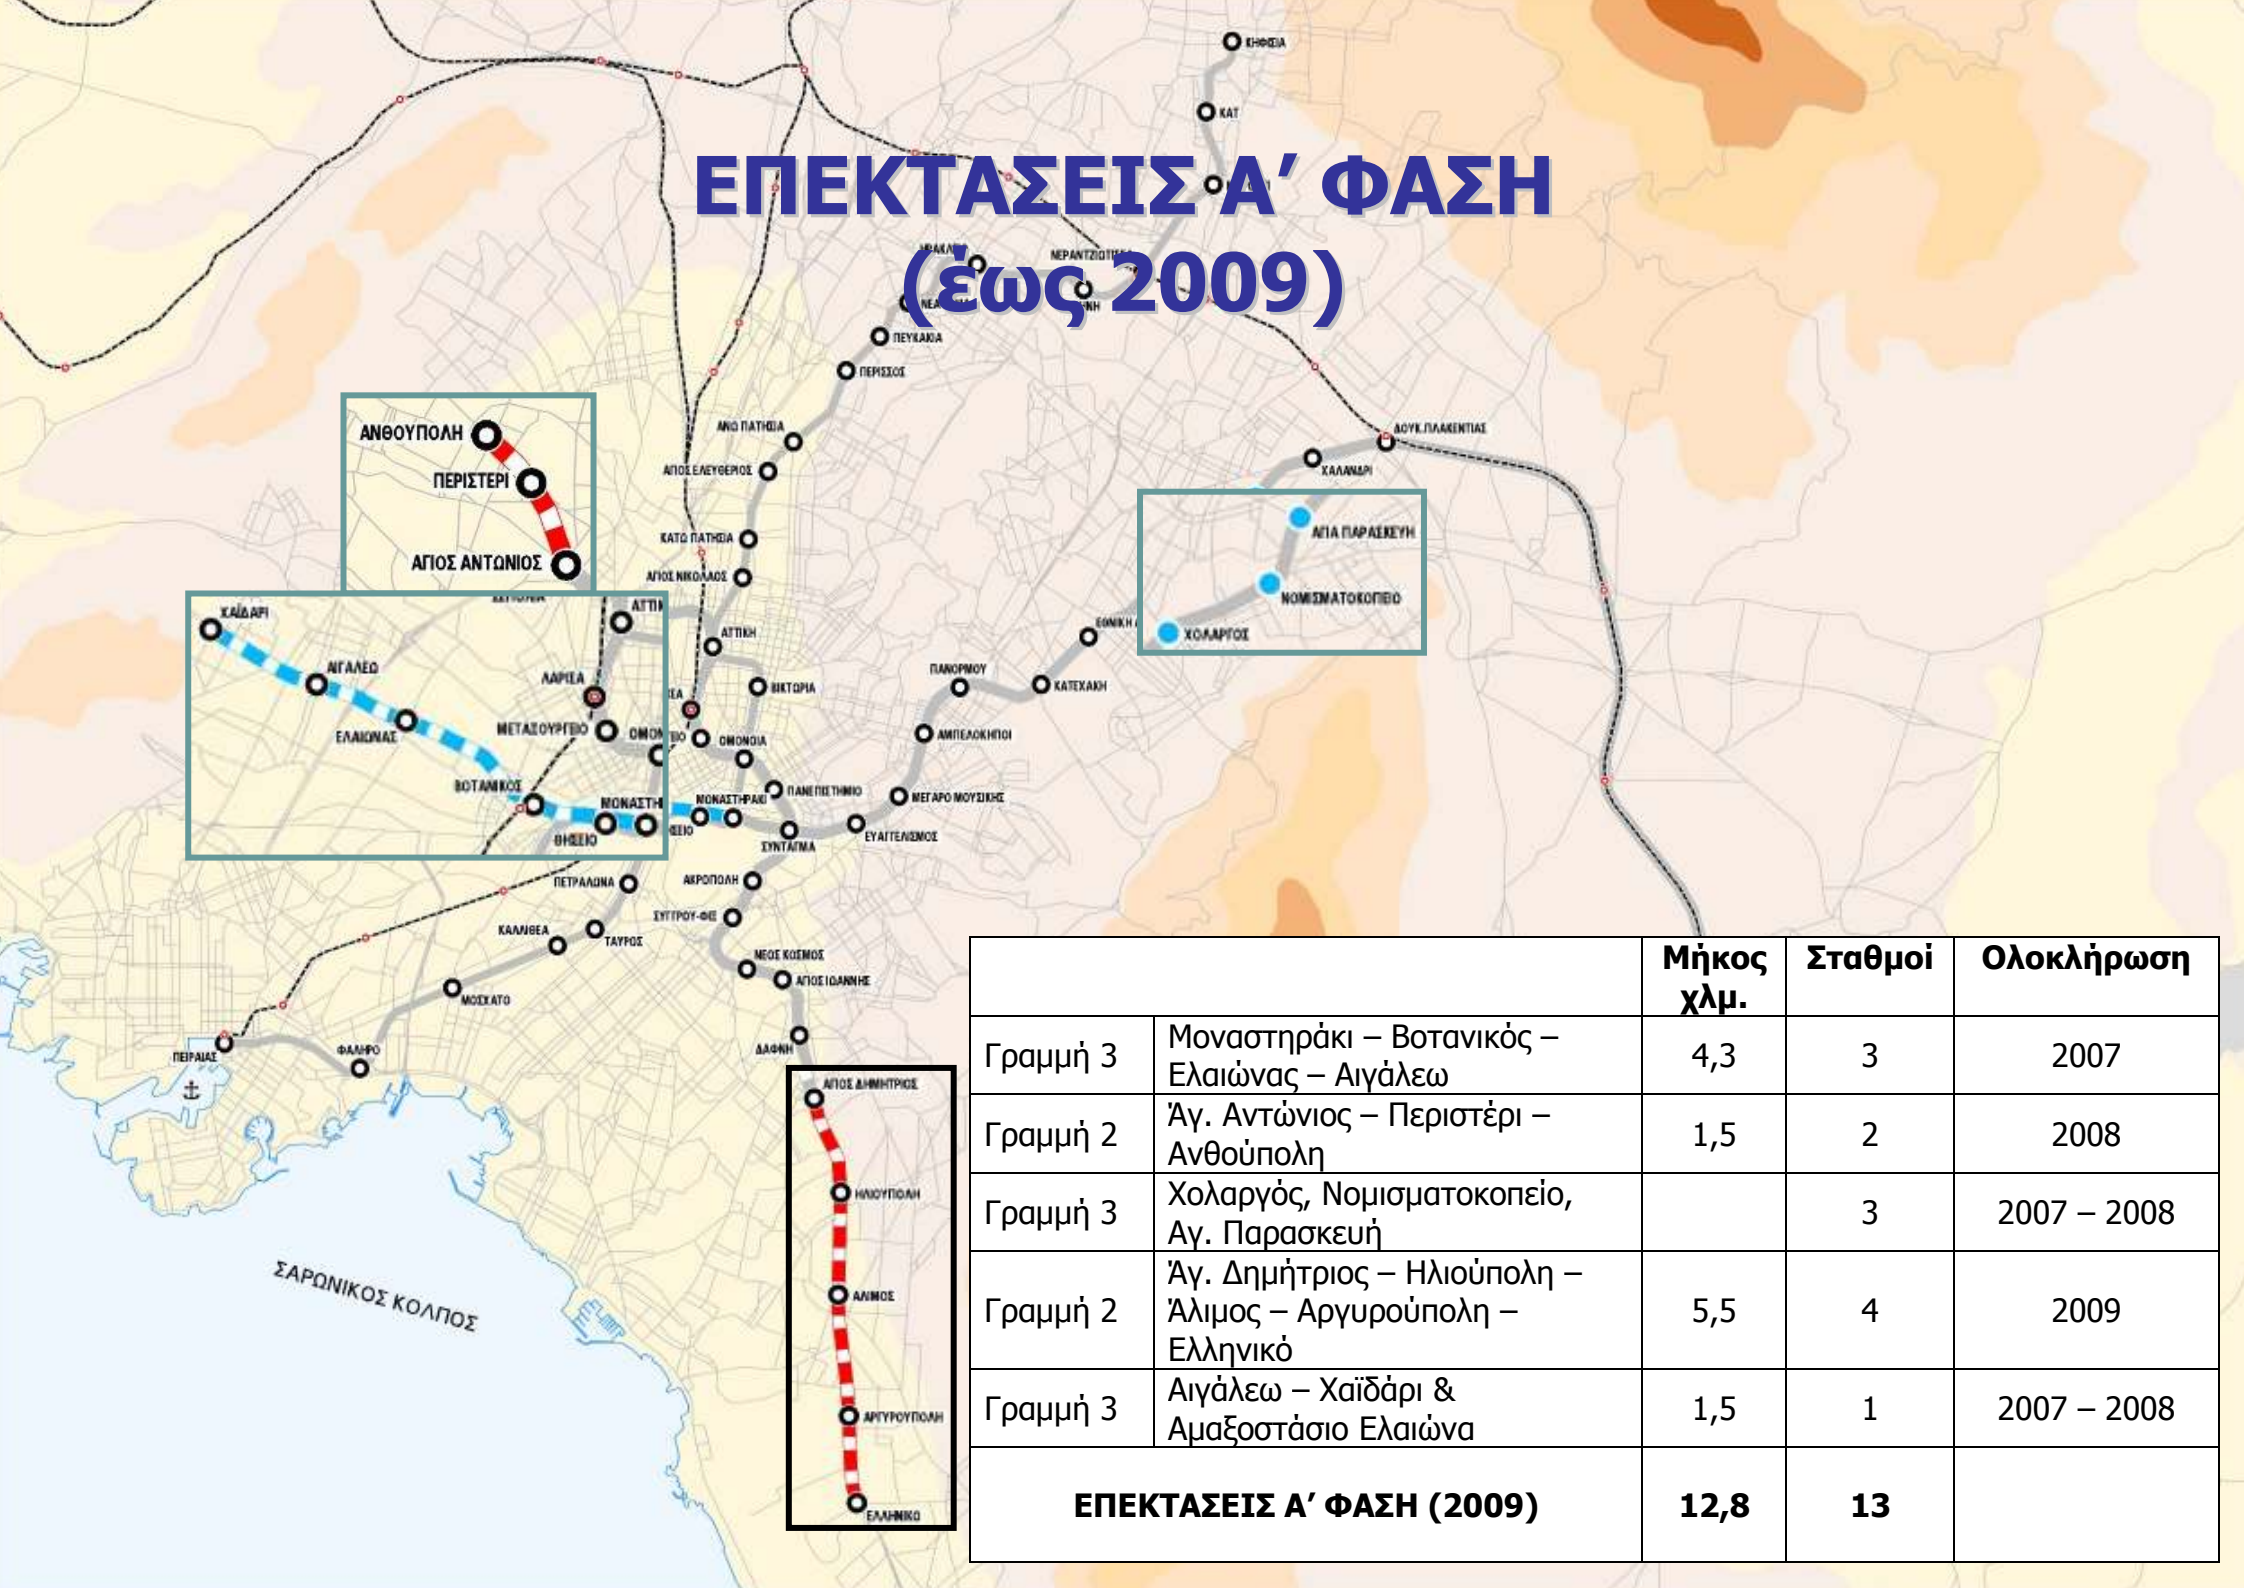 ΚΗΦΙΣΙΑ
ΚΑΤ
ΕΠΕΚΤΑΣΕΙΣ Α’ ΦΑΣΗ
(έως 2009)
ΠΕΥΚΑΚΙΑ
ΠΕΡΙΣΣΟΣ
ΑΝΩ ΠΑΤΗΣΙΑ
ΑΓΙΟΣ ΕΛΕΥΘΕΡΙΟΣ
ΚΑΤΩ ΠΑΤΗΣΙΑ
ΑΓΙΟΣ ΝΙΚΟΛΑΟΣ
ΑΤΤΙΚΗ
ΒΙΚΤΩΡΙΑ
ΟΜΟΝΟΙΑ
ΠΑΝΕΠΙΣΤΗΜΙΟ
ΜΟΝΑΣΤΗΡΑΚΙ
ΣΥΝΤΑΓΜΑ
ΕΥΑΓΓΕΛΙΣΜΟΣ
ΜΕΓΑΡΟ ΜΟΥΣΙΚΗΣ
ΑΜΠΕΛΟΚΗΠΟΙ
ΠΑΝΟΡΜΟΥ
ΚΑΤΕΧΑΚΗ
ΕΘΝΙΚΗ
ΧΑΛΑΝΔΡΙ
ΔΟΥΚ.ΠΛΑΚΕΝΤΙΑΣ
ΑΓΙΑ ΠΑΡΑΣΚΕΥΗ
ΝΟΜΙΣΜΑΤΟΚΟΠΕΙΟ
ΧΟΛΑΡΓΟΣ
ΑΝΘΟΥΠΟΛΗ
ΠΕΡΙΣΤΕΡΙ
ΑΓΙΟΣ ΑΝΤΩΝΙΟΣ
ΧΑΪΔΑΡΙ
ΑΙΓΑΛΕΩ
ΕΛΑΙΩΝΑΣ
ΒΟΤΑΝΙΚΟΣ
ΛΑΡΙΣΑ
ΜΕΤΑΞΟΥΡΓΕΙΟ
ΘΗΣΕΙΟ
ΠΕΤΡΑΛΩΝΑ
ΤΑΥΡΟΣ
ΚΑΛΛΙΘΕΑ
ΜΟΣΧΑΤΟ
ΦΑΛΗΡΟ
ΠΕΙΡΑΙΑΣ
ΑΚΡΟΠΟΛΗ
ΣΥΓΓΡΟΥ-ΦΙΞ
ΝΕΟΣ ΚΟΣΜΟΣ
ΑΓΙΟΣ ΙΩΑΝΝΗΣ
ΔΑΦΝΗ
ΑΓΙΟΣ ΔΗΜΗΤΡΙΟΣ
ΗΛΙΟΥΠΟΛΗ
ΑΛΙΜΟΣ
ΑΡΓΥΡΟΥΠΟΛΗ
ΕΛΛΗΝΙΚΟ
ΣΑΡΩΝΙΚΟΣ ΚΟΛΠΟΣ
Μήκος χλμ. Σταθμοί Ολοκλήρωση
Γραμμή 3 Μοναστηράκι – Βοτανικός –
Ελαιώνας – Αιγάλεω 4,3 3 2007
Γραμμή 2 Άγ. Αντώνιος – Περιστέρι –
Ανθούπολη 1,5 2 2008
Γραμμή 3 Χολαργός, Νομισματοκοπείο,
Αγ. Παρασκευή 3 2007 – 2008
Γραμμή 2 Άγ. Δημήτριος – Ηλιούπολη –
Άλιμος – Αργυρούπολη –
Ελληνικό 5,5 4 2009
Γραμμή 3 Αιγάλεω – Χαϊδάρι &
Αμαξοστάσιο Ελαιώνα 1,5 1 2007 – 2008
ΕΠΕΚΤΑΣΕΙΣ Α’ ΦΑΣΗ (2009) 12,8 13